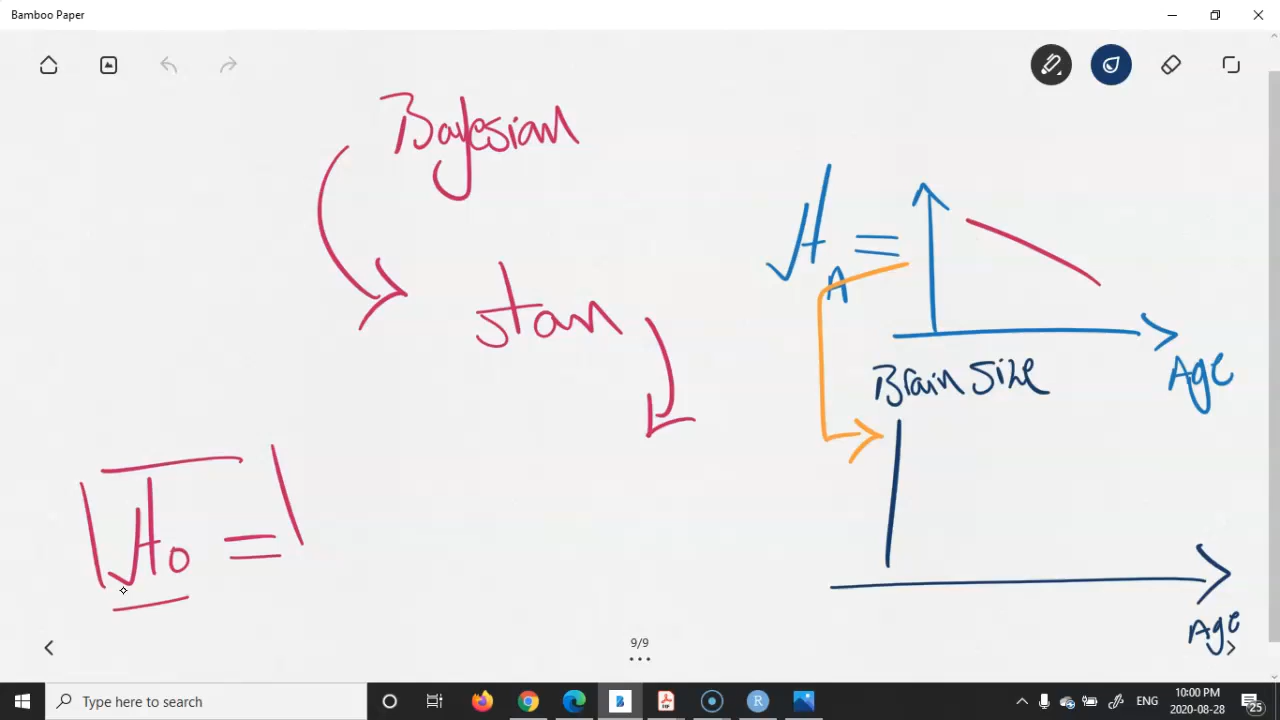 Bamboo Paper
Bayesian
Stan
H0 =
HA =
Age
Brain Size
Age
9/9
Type here to search
ENG
10:00 PM
2020-08-28
25